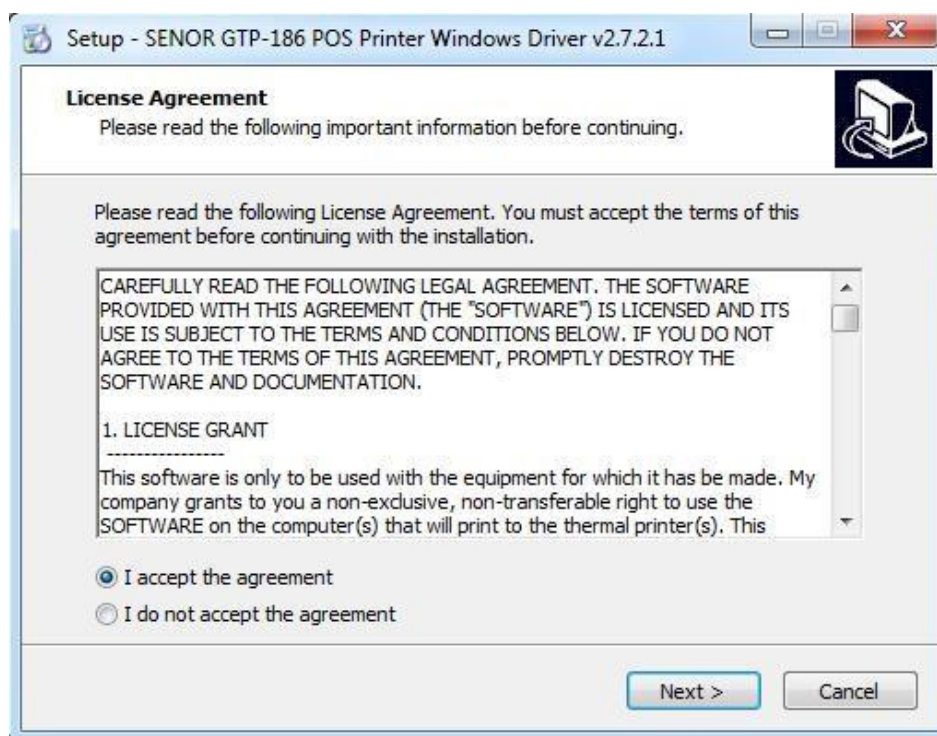 Setup - SENOR GTP-186 POS Printer Windows Driver v2.7.2.1
License Agreement
Please read the following important information before continuing.
Please read the following License Agreement. You must accept the terms of this
agreement before continuing with the installation.
CAREFULLY READ THE FOLLOWING LEGAL AGREEMENT. THE SOFTWARE
PROVIDED WITH THIS AGREEMENT (THE "SOFTWARE") IS LICENSED AND ITS
USE IS SUBJECT TO THE TERMS AND CONDITIONS BELOW. IF YOU DO NOT
AGREE TO THE TERMS OF THIS AGREEMENT, PROMPTLY DESTROY THE
SOFTWARE AND DOCUMENTATION.
1. LICENSE GRANT
----------------
This software is only to be used with the equipment for which it has be made. My
company grants to you a non-exclusive, non-transferable right to use the
SOFTWARE on the computer(s) that will print to the thermal printer(s). This
I accept the agreement
I do not accept the agreement
Next >
Cancel